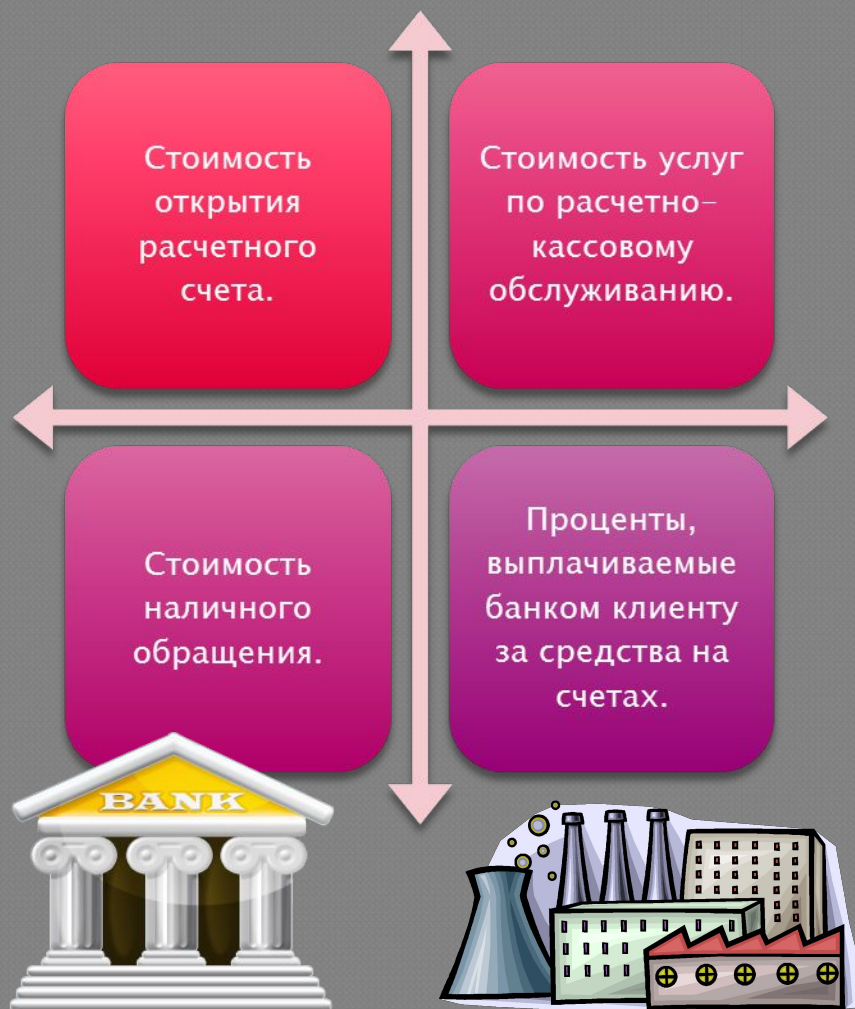 Стоимость
открытия
расчетного
счета.
Стоимость услуг
по расчетно-
кассовому
обслуживанию.
Стоимость
наличного
обращения.
Проценты,
выплачиваемые
банком клиенту
за средства на
счетах.
BANK